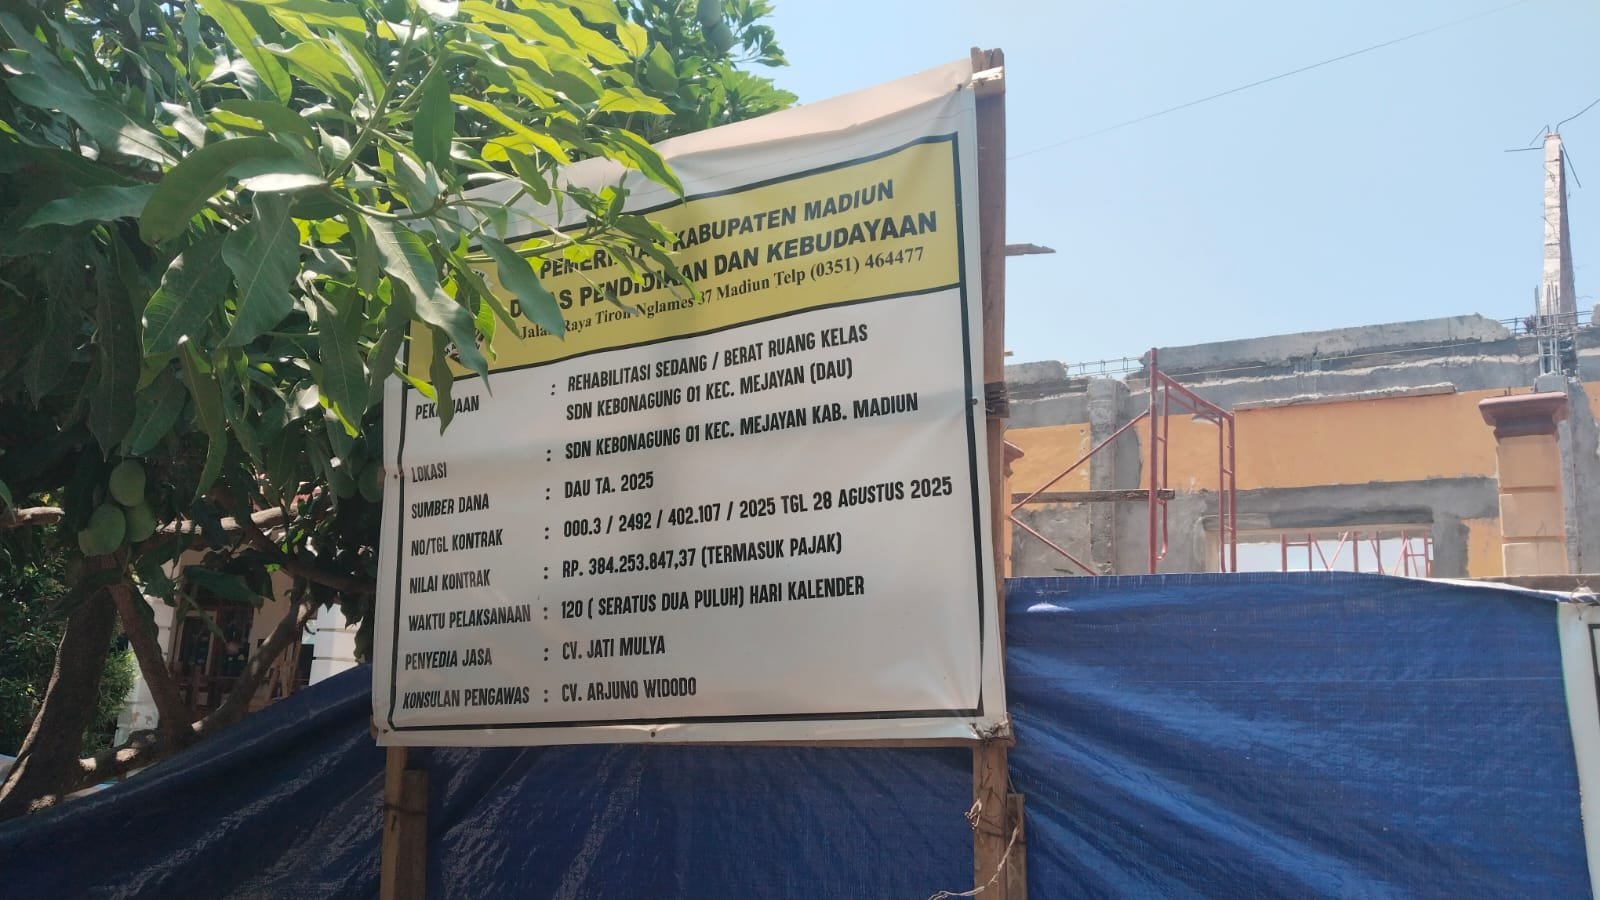 PEMERINTAH KABUPATEN MADIUN
DINAS PENDIDIKAN DAN KEBUDAYAAN
Jalan Raya Tiron Nglames 37 Madiun Telp (0351) 464477
PEKERJAAN : REHABILITASI SEDANG / BERAT RUANG KELAS
SDN KEBONAGUNG 01 KEC. MEJAYAN (DAU)
LOKASI : SDN KEBONAGUNG 01 KEC. MEJAYAN KAB. MADIUN
SUMBER DANA : DAU TA. 2025
NO/TGL KONTRAK : 000.3 / 2492 / 402.107 / 2025 TGL 28 AGUSTUS 2025
NILAI KONTRAK : RP. 384.253.847,37 (TERMASUK PAJAK)
WAKTU PELAKSANAAN : 120 ( SERATUS DUA PULUH) HARI KALENDER
PENYEDIA JASA : CV. JATI MULYA
KONSULAN PENGAWAS : CV. ARJUNO WIDODO